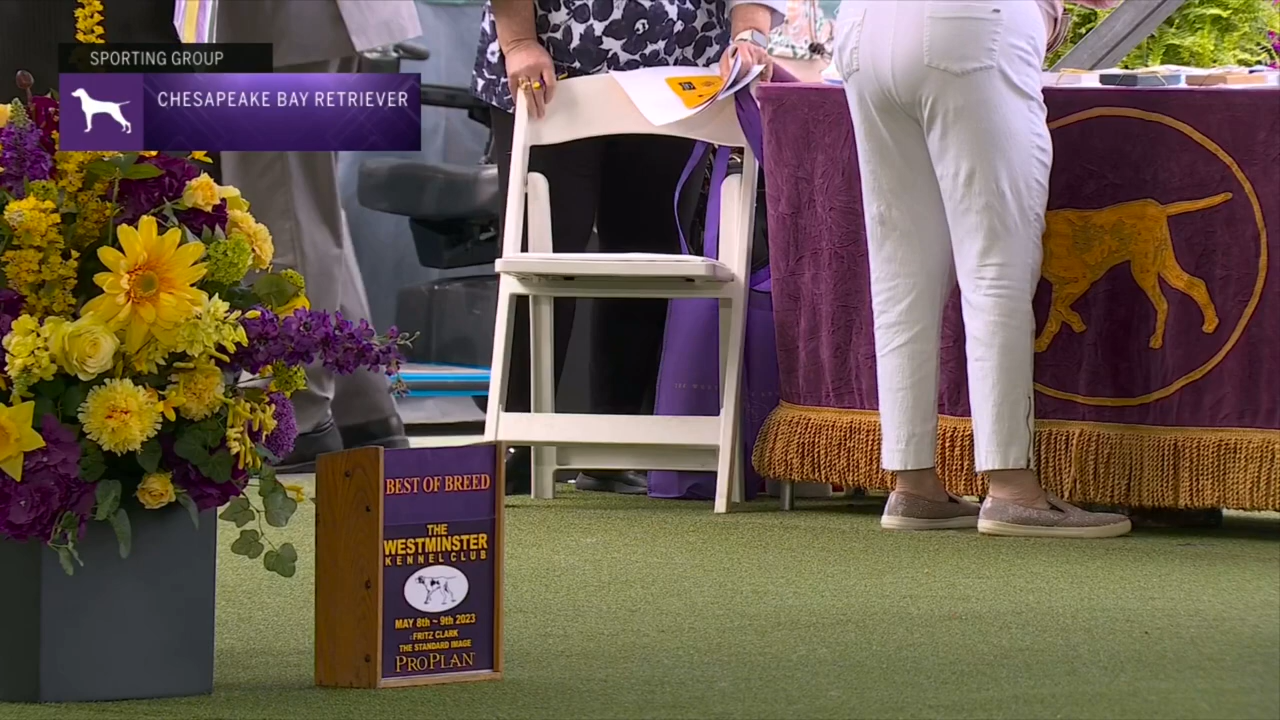 SPORTING GROUP
CHESAPEAKE BAY RETRIEVER
BEST OF BREED
THE
WESTMINSTER
KENNEL CLUB
MAY 8th ~ 9th 2023
FRITZ CLARK
THE STANDARD IMAGE
PROPLAN